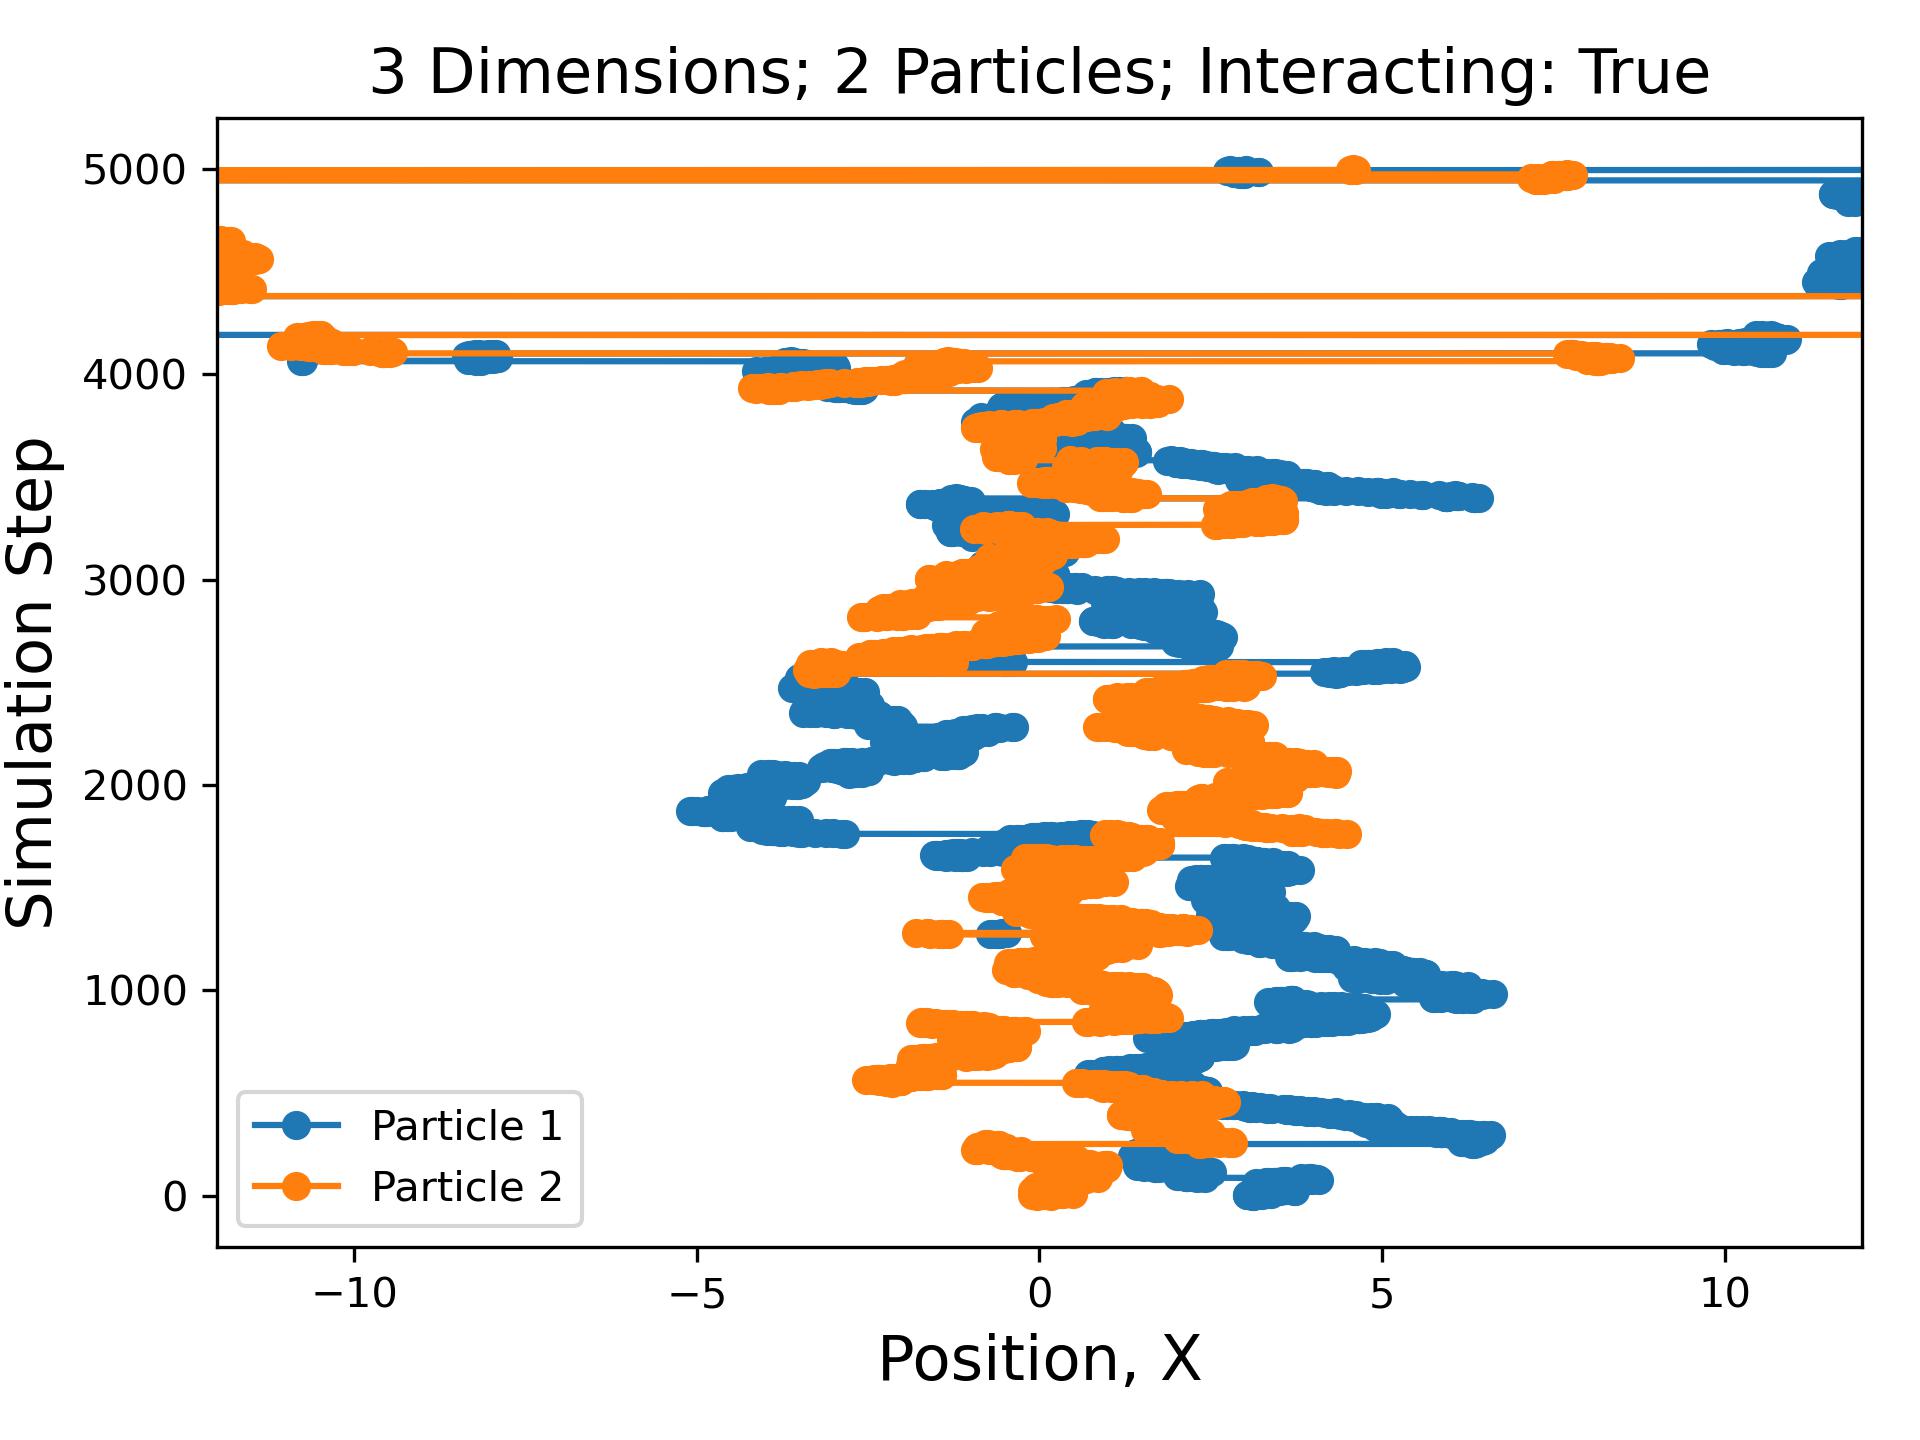 3 Dimensions; 2 Particles; Interacting: True
Simulation Step
5000
4000
3000
2000
1000
0
Particle 1
Particle 2
−10
−5
0
5
10
Position, X